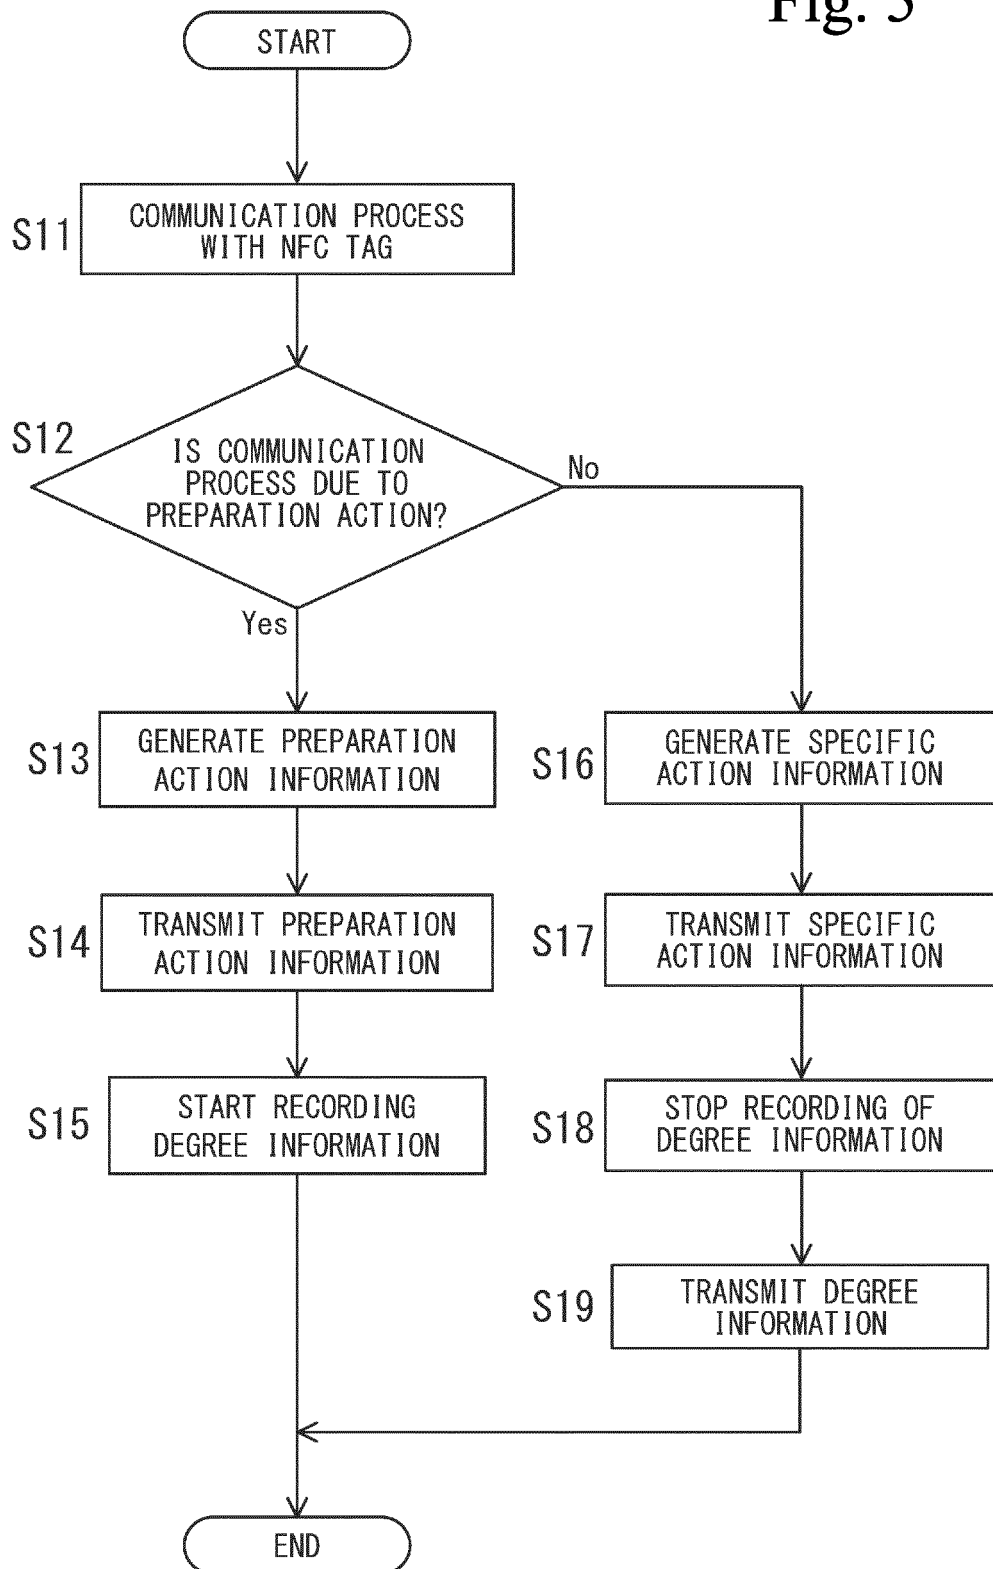 Fig. 5
START
S11
COMMUNICATION PROCESS
WITH NFC TAG
S12
IS COMMUNICATION
PROCESS DUE TO
PREPARATION ACTION?
No
Yes
S13
GENERATE PREPARATION
ACTION INFORMATION
S16
GENERATE SPECIFIC
ACTION INFORMATION
S14
TRANSMIT PREPARATION
ACTION INFORMATION
S17
TRANSMIT SPECIFIC
ACTION INFORMATION
S15
START RECORDING
DEGREE INFORMATION
S18
STOP RECORDING OF
DEGREE INFORMATION
S19
TRANSMIT DEGREE
INFORMATION
END